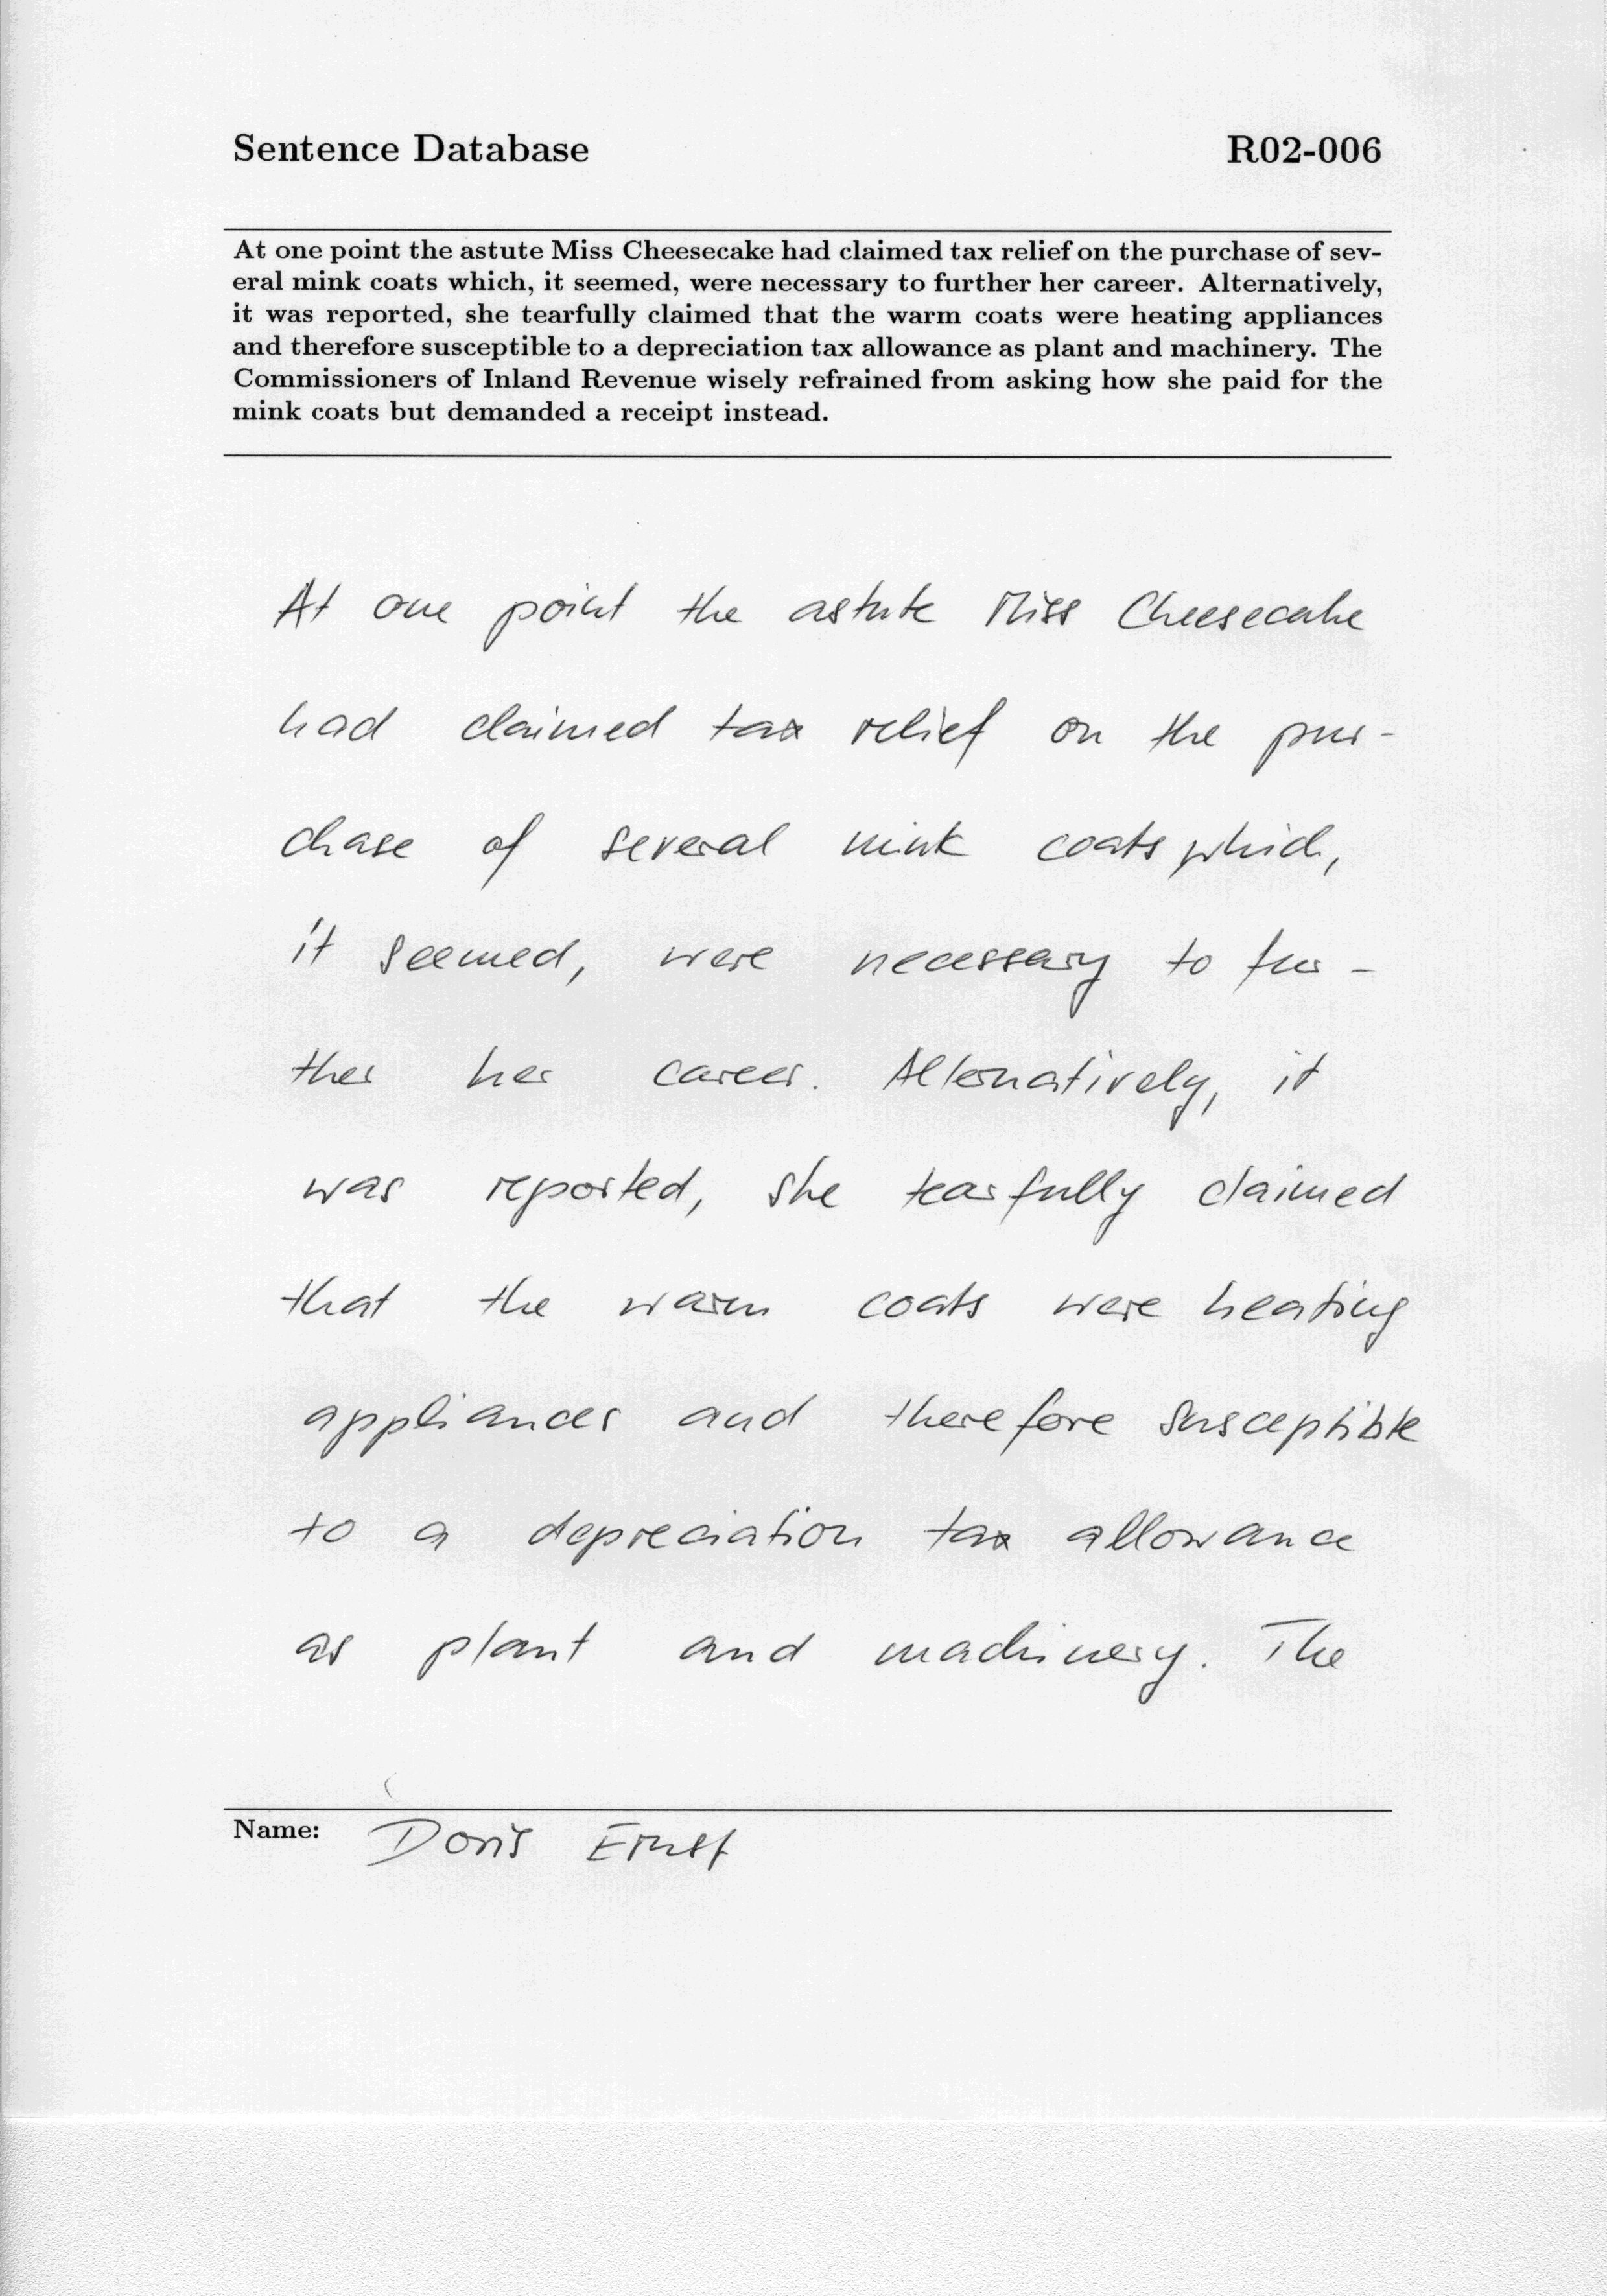 Sentence Database R02-006
At one point the astute Miss Cheesecake had claimed tax relief on the purchase of sev-
eral mink coats which, it seemed, were necessary to further her career. Alternatively,
it was reported, she tearfully claimed that the warm coats were heating appliances
and therefore susceptible to a depreciation tax allowance as plant and machinery. The
Commissioners of Inland Revenue wisely refrained from asking how she paid for the
mink coats but demanded a receipt instead.
At one point the astute Miss Cheesecake
had claimed tax relief on the pur-
chase of several mink coats which,
it seemed, were necessary to fur-
ther her career. Alternatively, it
was reported, she tearfully claimed
that the warm coats were heating
appliances and therefore susceptible
to a depreciation tax allowance
as plant and machinery. The
Name: Doris Ernst